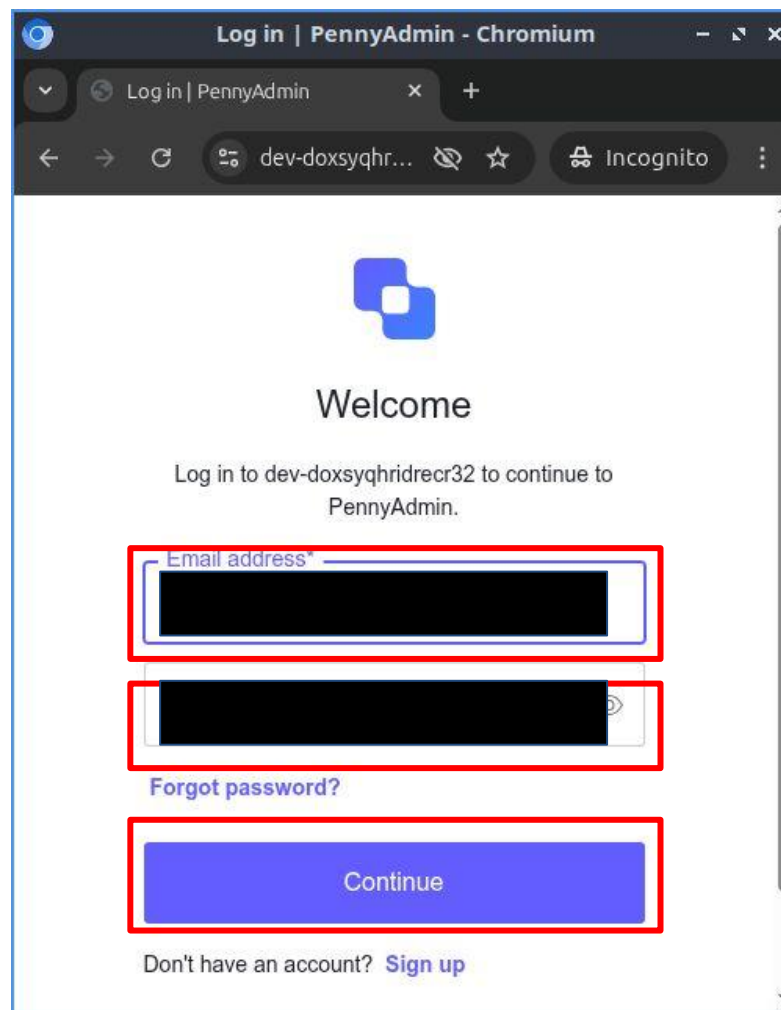 Log in | PennyAdmin - Chromium
Log in | PennyAdmin
dev-doxsyqhr... Incognito
Welcome
Log in to dev-doxsyqhridrecr32 to continue to
PennyAdmin.
Email address*
Forgot password?
Continue
Don't have an account? Sign up